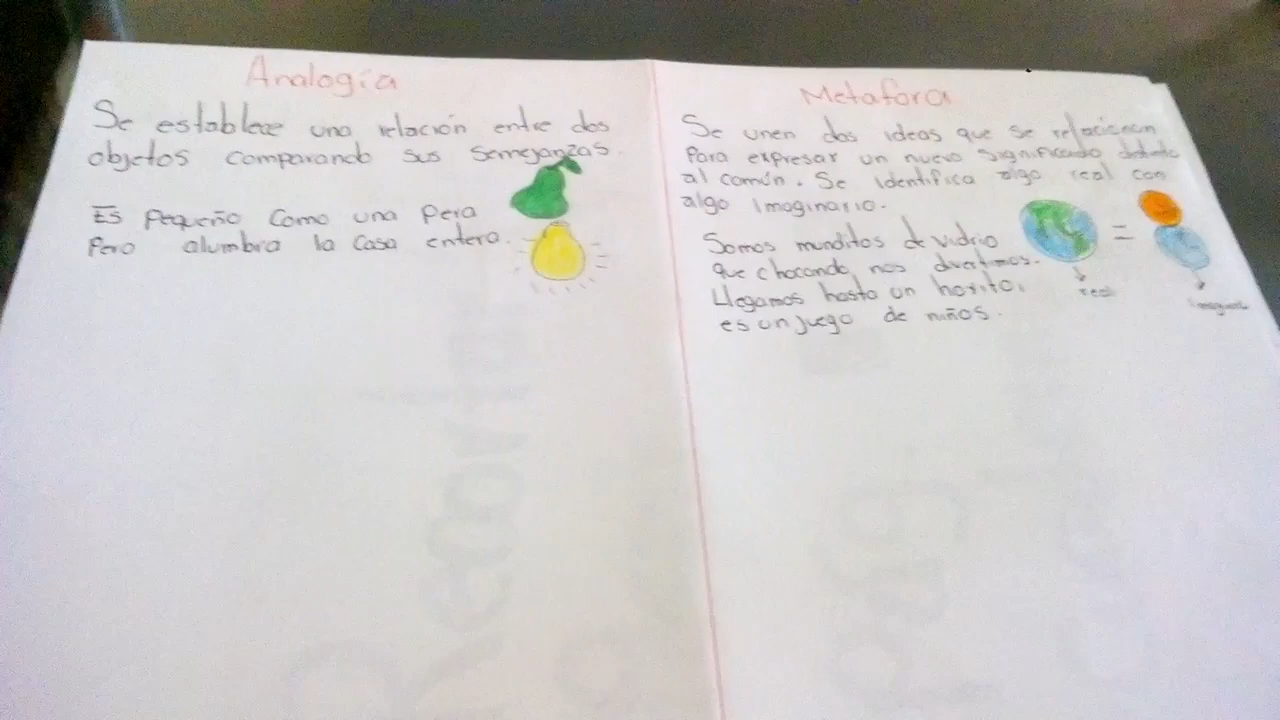 Analogía
Se establece una relación entre dos
objetos comparando sus semejanzas.
Es pequeño como una pera
Pero alumbra la casa entera.
Metafora
Se unen dos ideas que se relacionan
Para expresar un nuevo significado distinto
al común. Se identifica algo real con
algo imaginario.
Somos munditos de vidrio
que chocando nos divertimos.
Llegamos hasta un hoyito,
es un juego de niños.
=
real